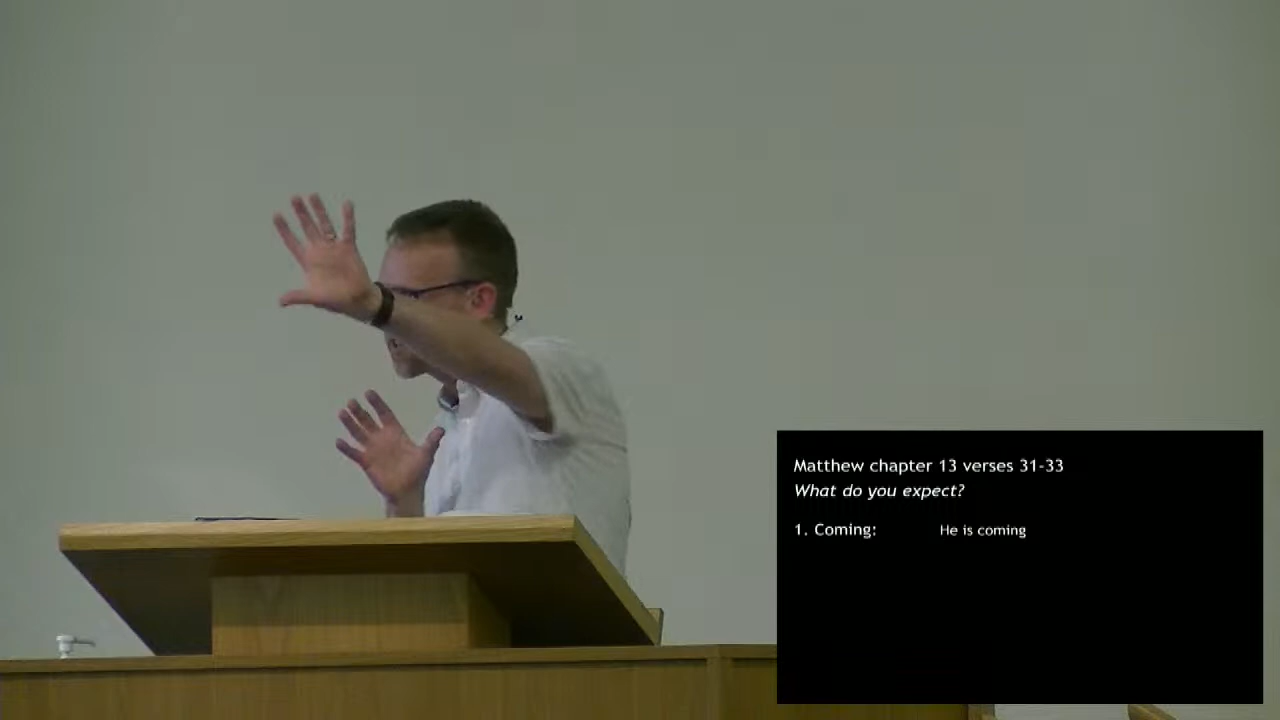 Matthew chapter 13 verses 31-33
What do you expect?
1. Coming: He is coming